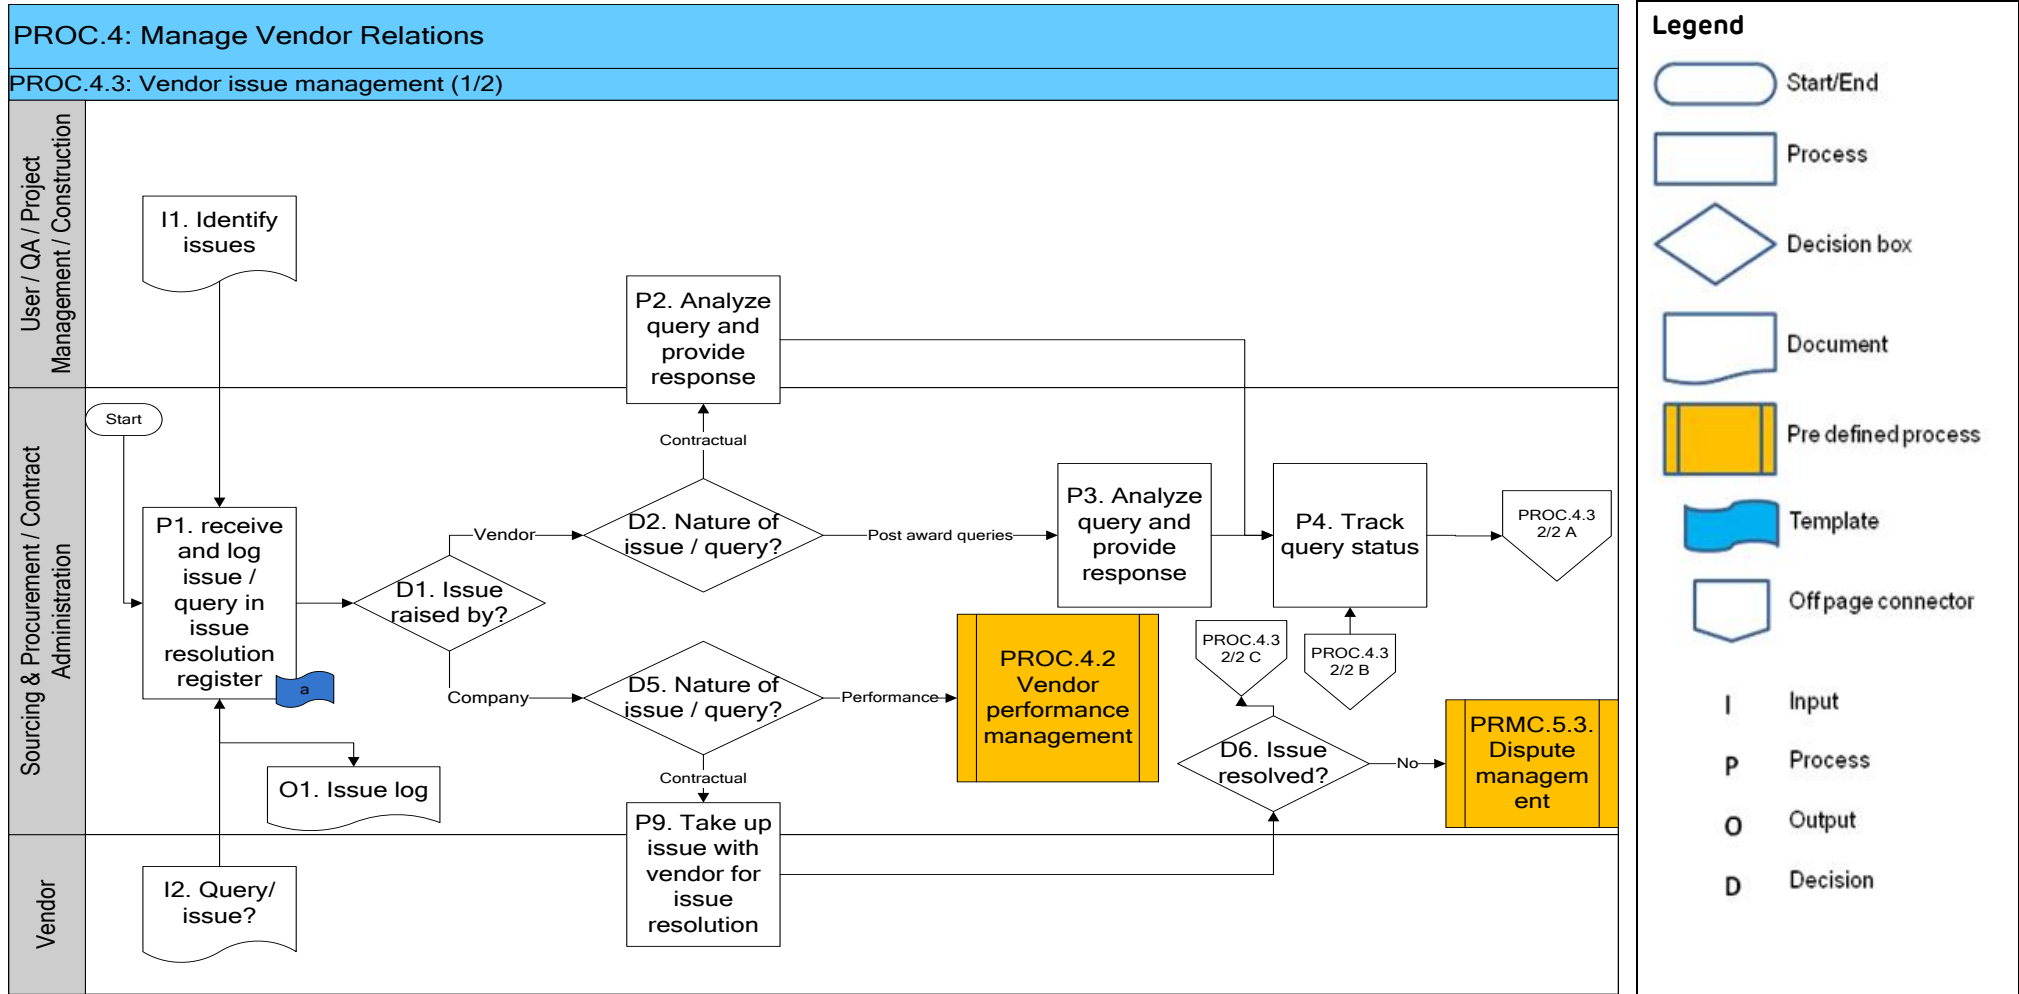 PROC.4: Manage Vendor Relations
PROC.4.3: Vendor issue management (1/2)
User / QA / Project
Management / Construction
I1. Identify
issues
P2. Analyze
query and
provide
response
Sourcing & Procurement / Contract
Administration
Start
Contractual
P1. receive
and log
issue /
query in
issue
resolution
register
a
D1. Issue
raised by?
Vendor
D2. Nature of
issue / query?
Post award queries
P3. Analyze
query and
provide
response
P4. Track
query status
PROC.4.3
2/2 A
Company
D5. Nature of
issue / query?
Performance
PROC.4.2
Vendor
performance
management
PROC.4.3
2/2 C
PROC.4.3
2/2 B
D6. Issue
resolved?
No
PRMC.5.3.
Dispute
managem
ent
O1. Issue log
Contractual
Vendor
I2. Query/
issue?
P9. Take up
issue with
vendor for
issue
resolution
Legend
Start/End
Process
Decision box
Document
Pre defined process
Template
Off page connector
I Input
P Process
O Output
D Decision